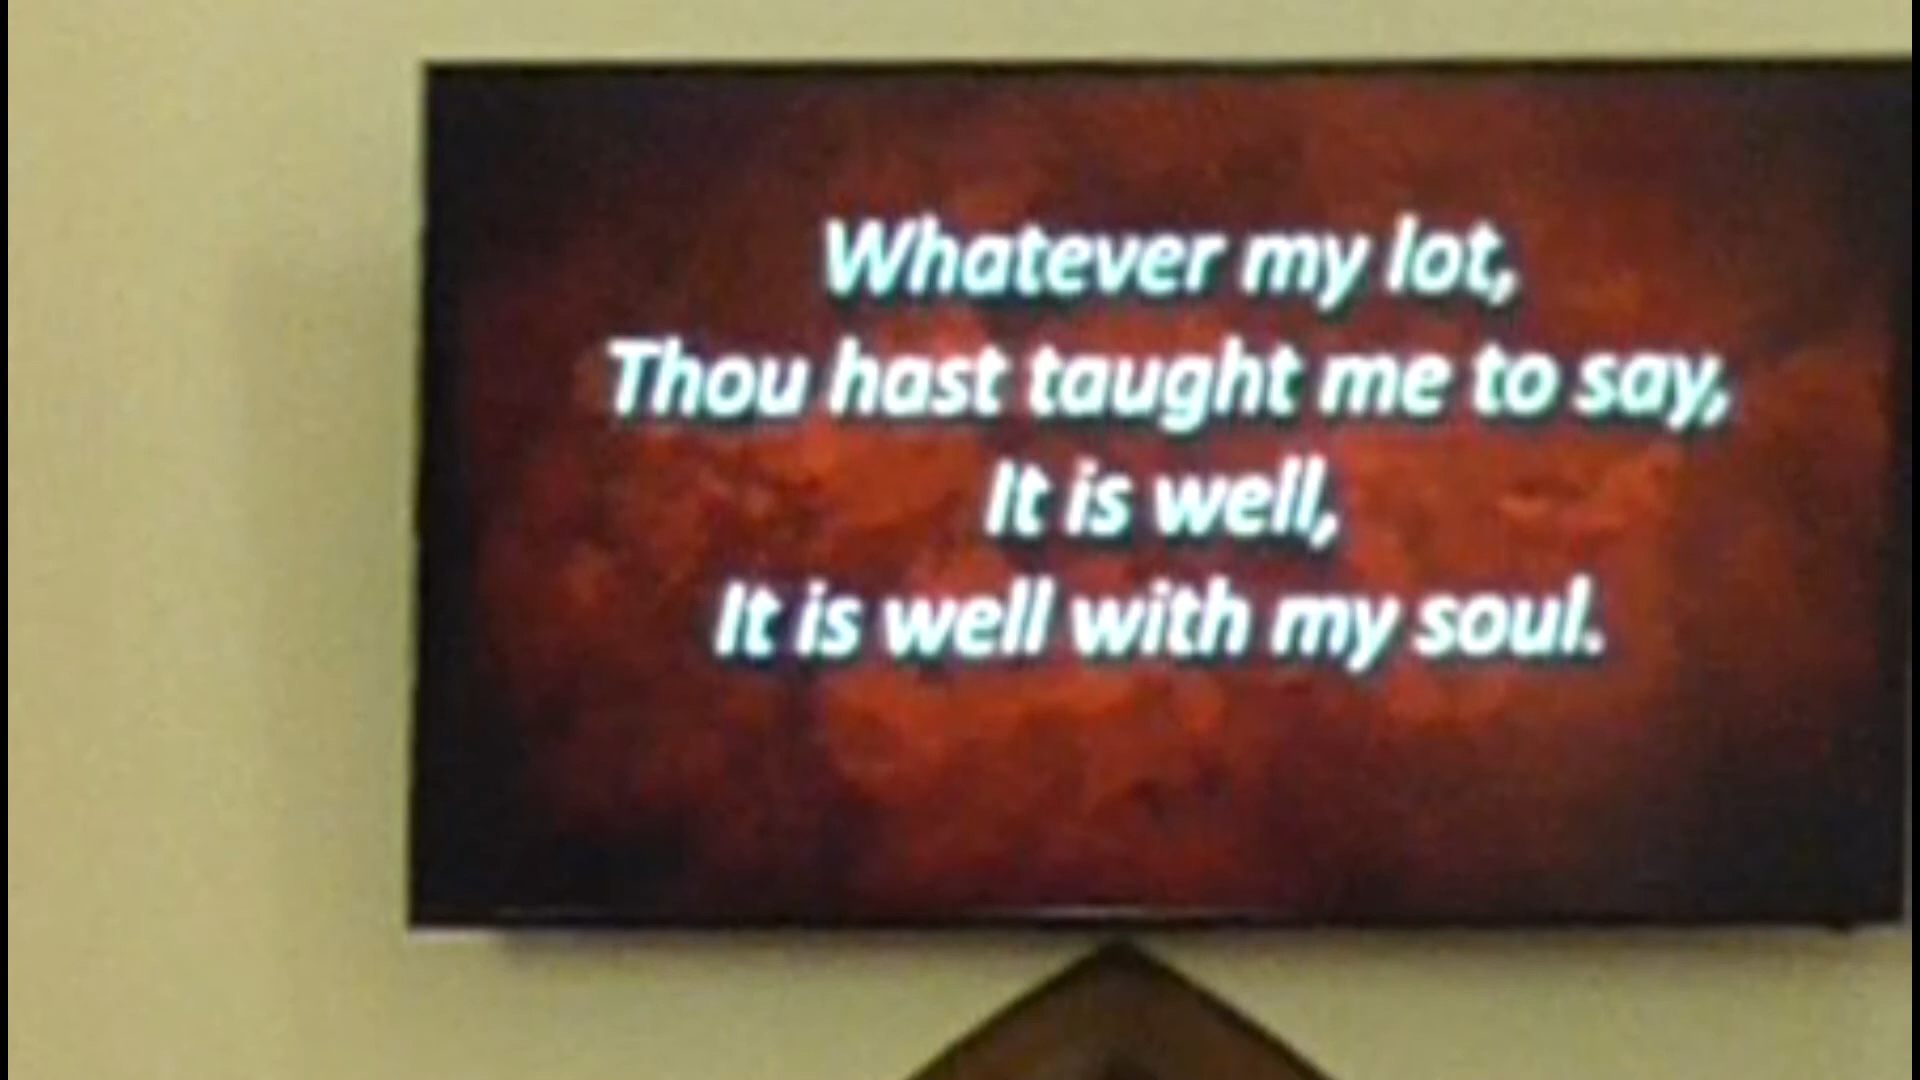 Whatever my lot,
Thou hast taught me to say,
It is well,
It is well with my soul.